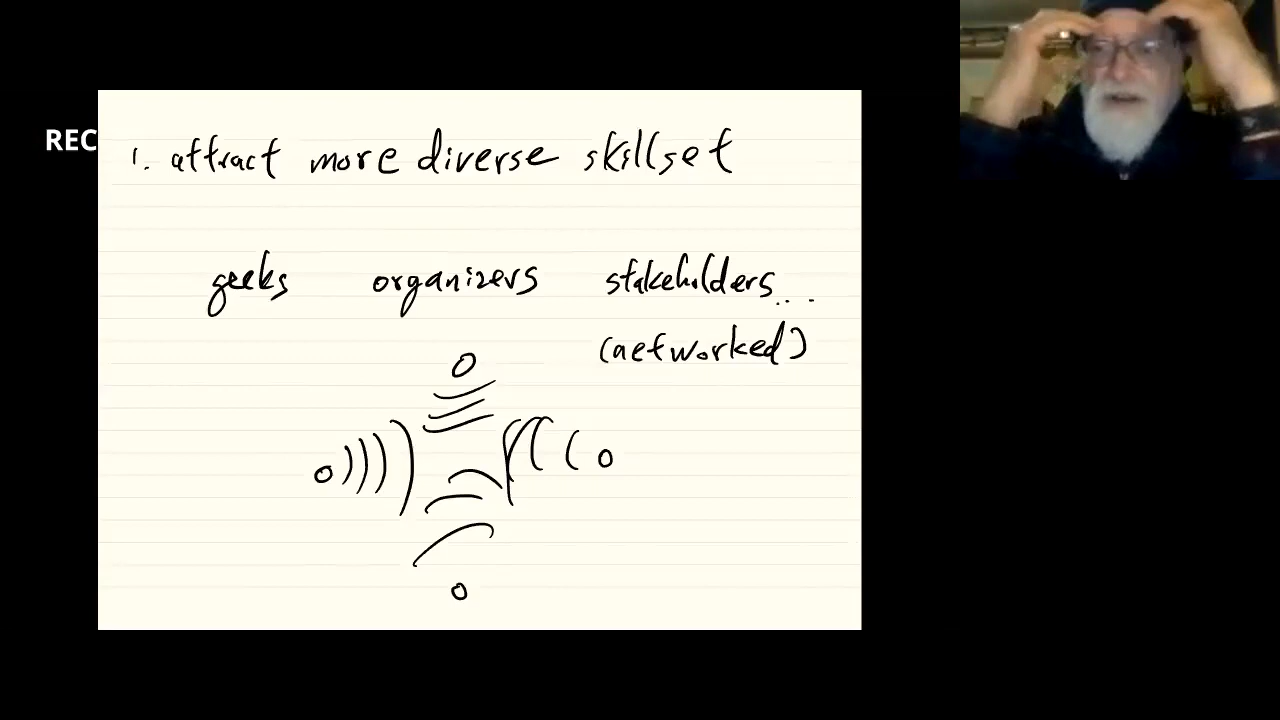 REC
1. attract more diverse skillset
geeks organizers stakeholders...
(networked)